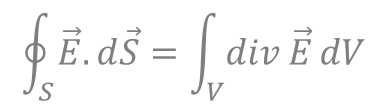 ∮_S E⃗ . dS⃗ = ∫_V div E⃗ dV